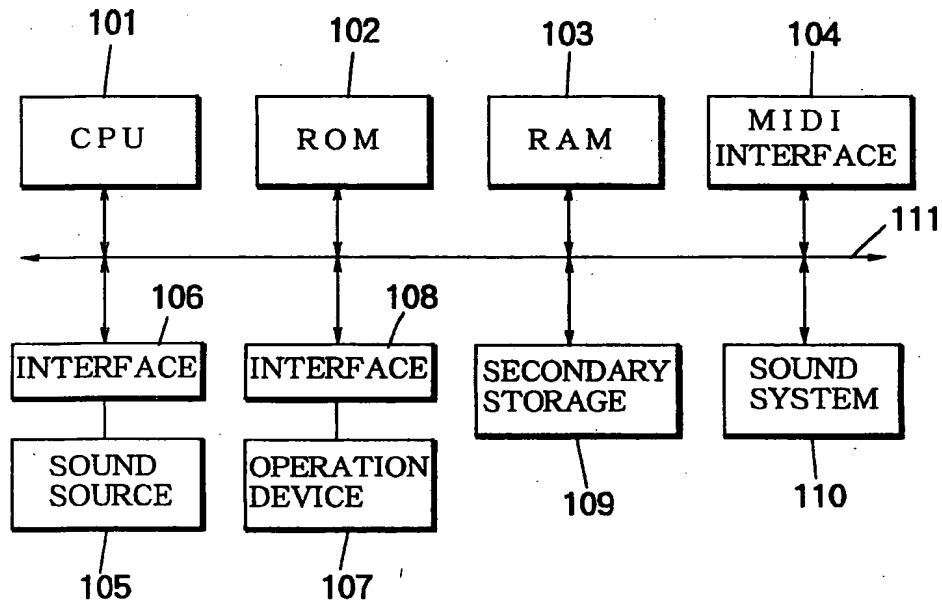 101
102
103
104
CPU
ROM
RAM
MIDI
INTERFACE
111
106
108
INTERFACE
INTERFACE
SECONDARY
STORAGE
SOUND
SYSTEM
SOUND
SOURCE
OPERATION
DEVICE
109
110
105
107